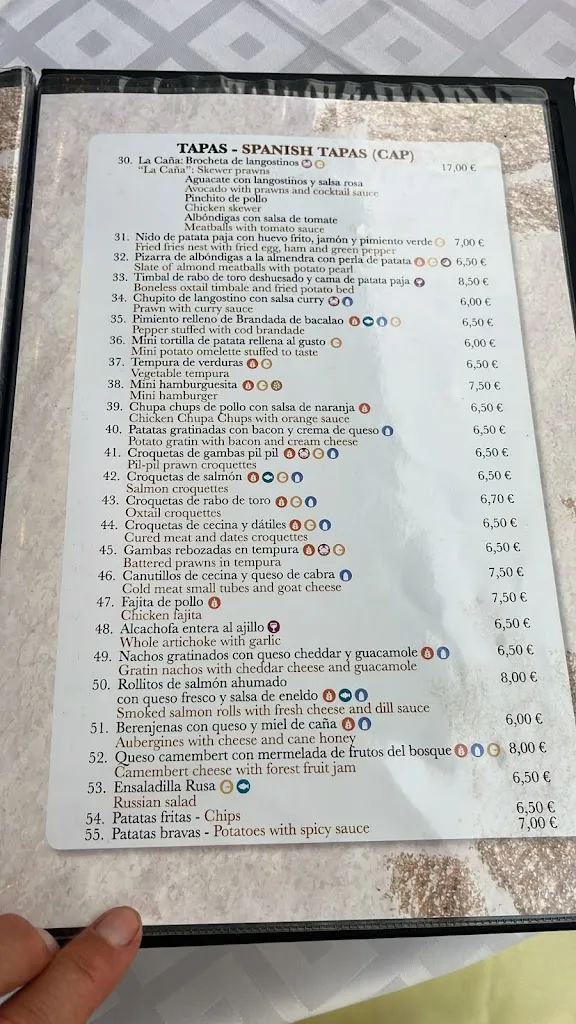 TAPAS - SPANISH TAPAS (CAP)
30. La Caña: Brocheta de langostinos 17,00 €
"La Caña": Skewer prawns
Aguacate con langostinos y salsa rosa
Avocado with prawns and cocktail sauce
Pinchito de pollo
Chicken skewer
Albóndigas con salsa de tomate
Meatballs with tomato sauce
31. Nido de patata paja con huevo frito, jamón y pimiento verde 7,00 €
Fried fries nest with fried egg, ham and green pepper
32. Pizarra de albóndigas a la almendra con perla de patata 6,50 €
Slate of almond meatballs with potato pearl
33. Timbal de rabo de toro deshuesado y cama de patata paja 8,50 €
Boneless oxtail timbale and fried potato bed
34. Chupito de langostino con salsa curry 6,00 €
Prawn with curry sauce
35. Pimiento relleno de Brandada de bacalao 6,50 €
Pepper stuffed with cod brandade
36. Mini tortilla de patata rellena al gusto 6,00 €
Mini potato omelette stuffed to taste
37. Tempura de verduras 6,50 €
Vegetable tempura
38. Mini hamburguesita 7,50 €
Mini hamburger
39. Chupa chups de pollo con salsa de naranja 6,50 €
Chicken Chupa Chups with orange sauce
40. Patatas gratinadas con bacon y crema de queso 6,50 €
Potato gratin with bacon and cream cheese
41. Croquetas de gambas pil pil 6,50 €
Pil-pil prawn croquettes
42. Croquetas de salmón 6,50 €
Salmon croquettes
43. Croquetas de rabo de toro 6,70 €
Oxtail croquettes
44. Croquetas de cecina y dátiles 6,50 €
Cured meat and dates croquettes
45. Gambas rebozadas en tempura 6,50 €
Battered prawns in tempura
46. Canutillos de cecina y queso de cabra 7,50 €
Cold meat small tubes and goat cheese
47. Fajita de pollo 7,50 €
Chicken fajita
48. Alcachofa entera al ajillo 6,50 €
Whole artichoke with garlic
49. Nachos gratinados con queso cheddar y guacamole 6,50 €
Gratin nachos with cheddar cheese and guacamole
50. Rollitos de salmón ahumado 8,00 €
con queso fresco y salsa de eneldo
Smoked salmon rolls with fresh cheese and dill sauce
51. Berenjenas con queso y miel de caña 6,00 €
Aubergines with cheese and cane honey
52. Queso camembert con mermelada de frutos del bosque 8,00 €
Camembert cheese with forest fruit jam
53. Ensaladilla Rusa 6,50 €
Russian salad
54. Patatas fritas - Chips 6,50 €
55. Patatas bravas - Potatoes with spicy sauce 7,00 €